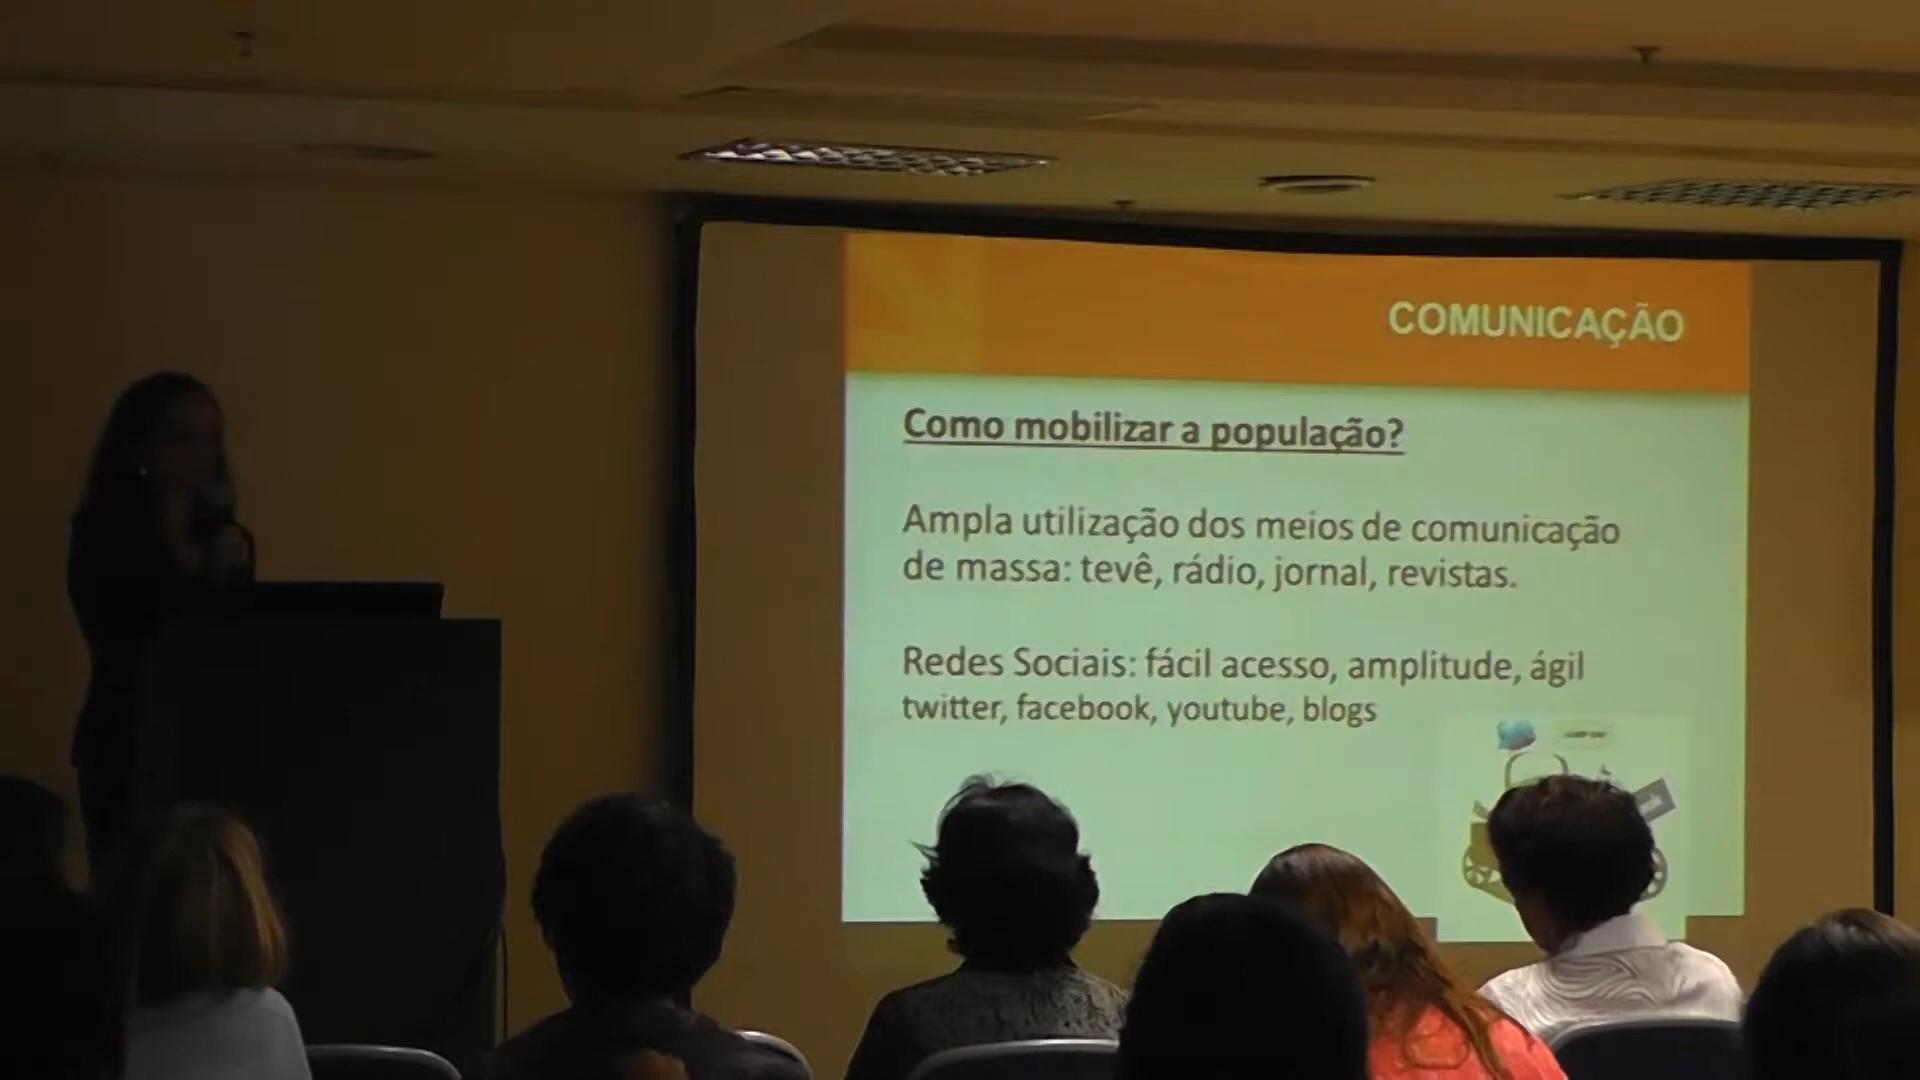 COMUNICAÇÃO
Como mobilizar a população?
Ampla utilização dos meios de comunicação
de massa: tevê, rádio, jornal, revistas.
Redes Sociais: fácil acesso, amplitude, ágil
twitter, facebook, youtube, blogs